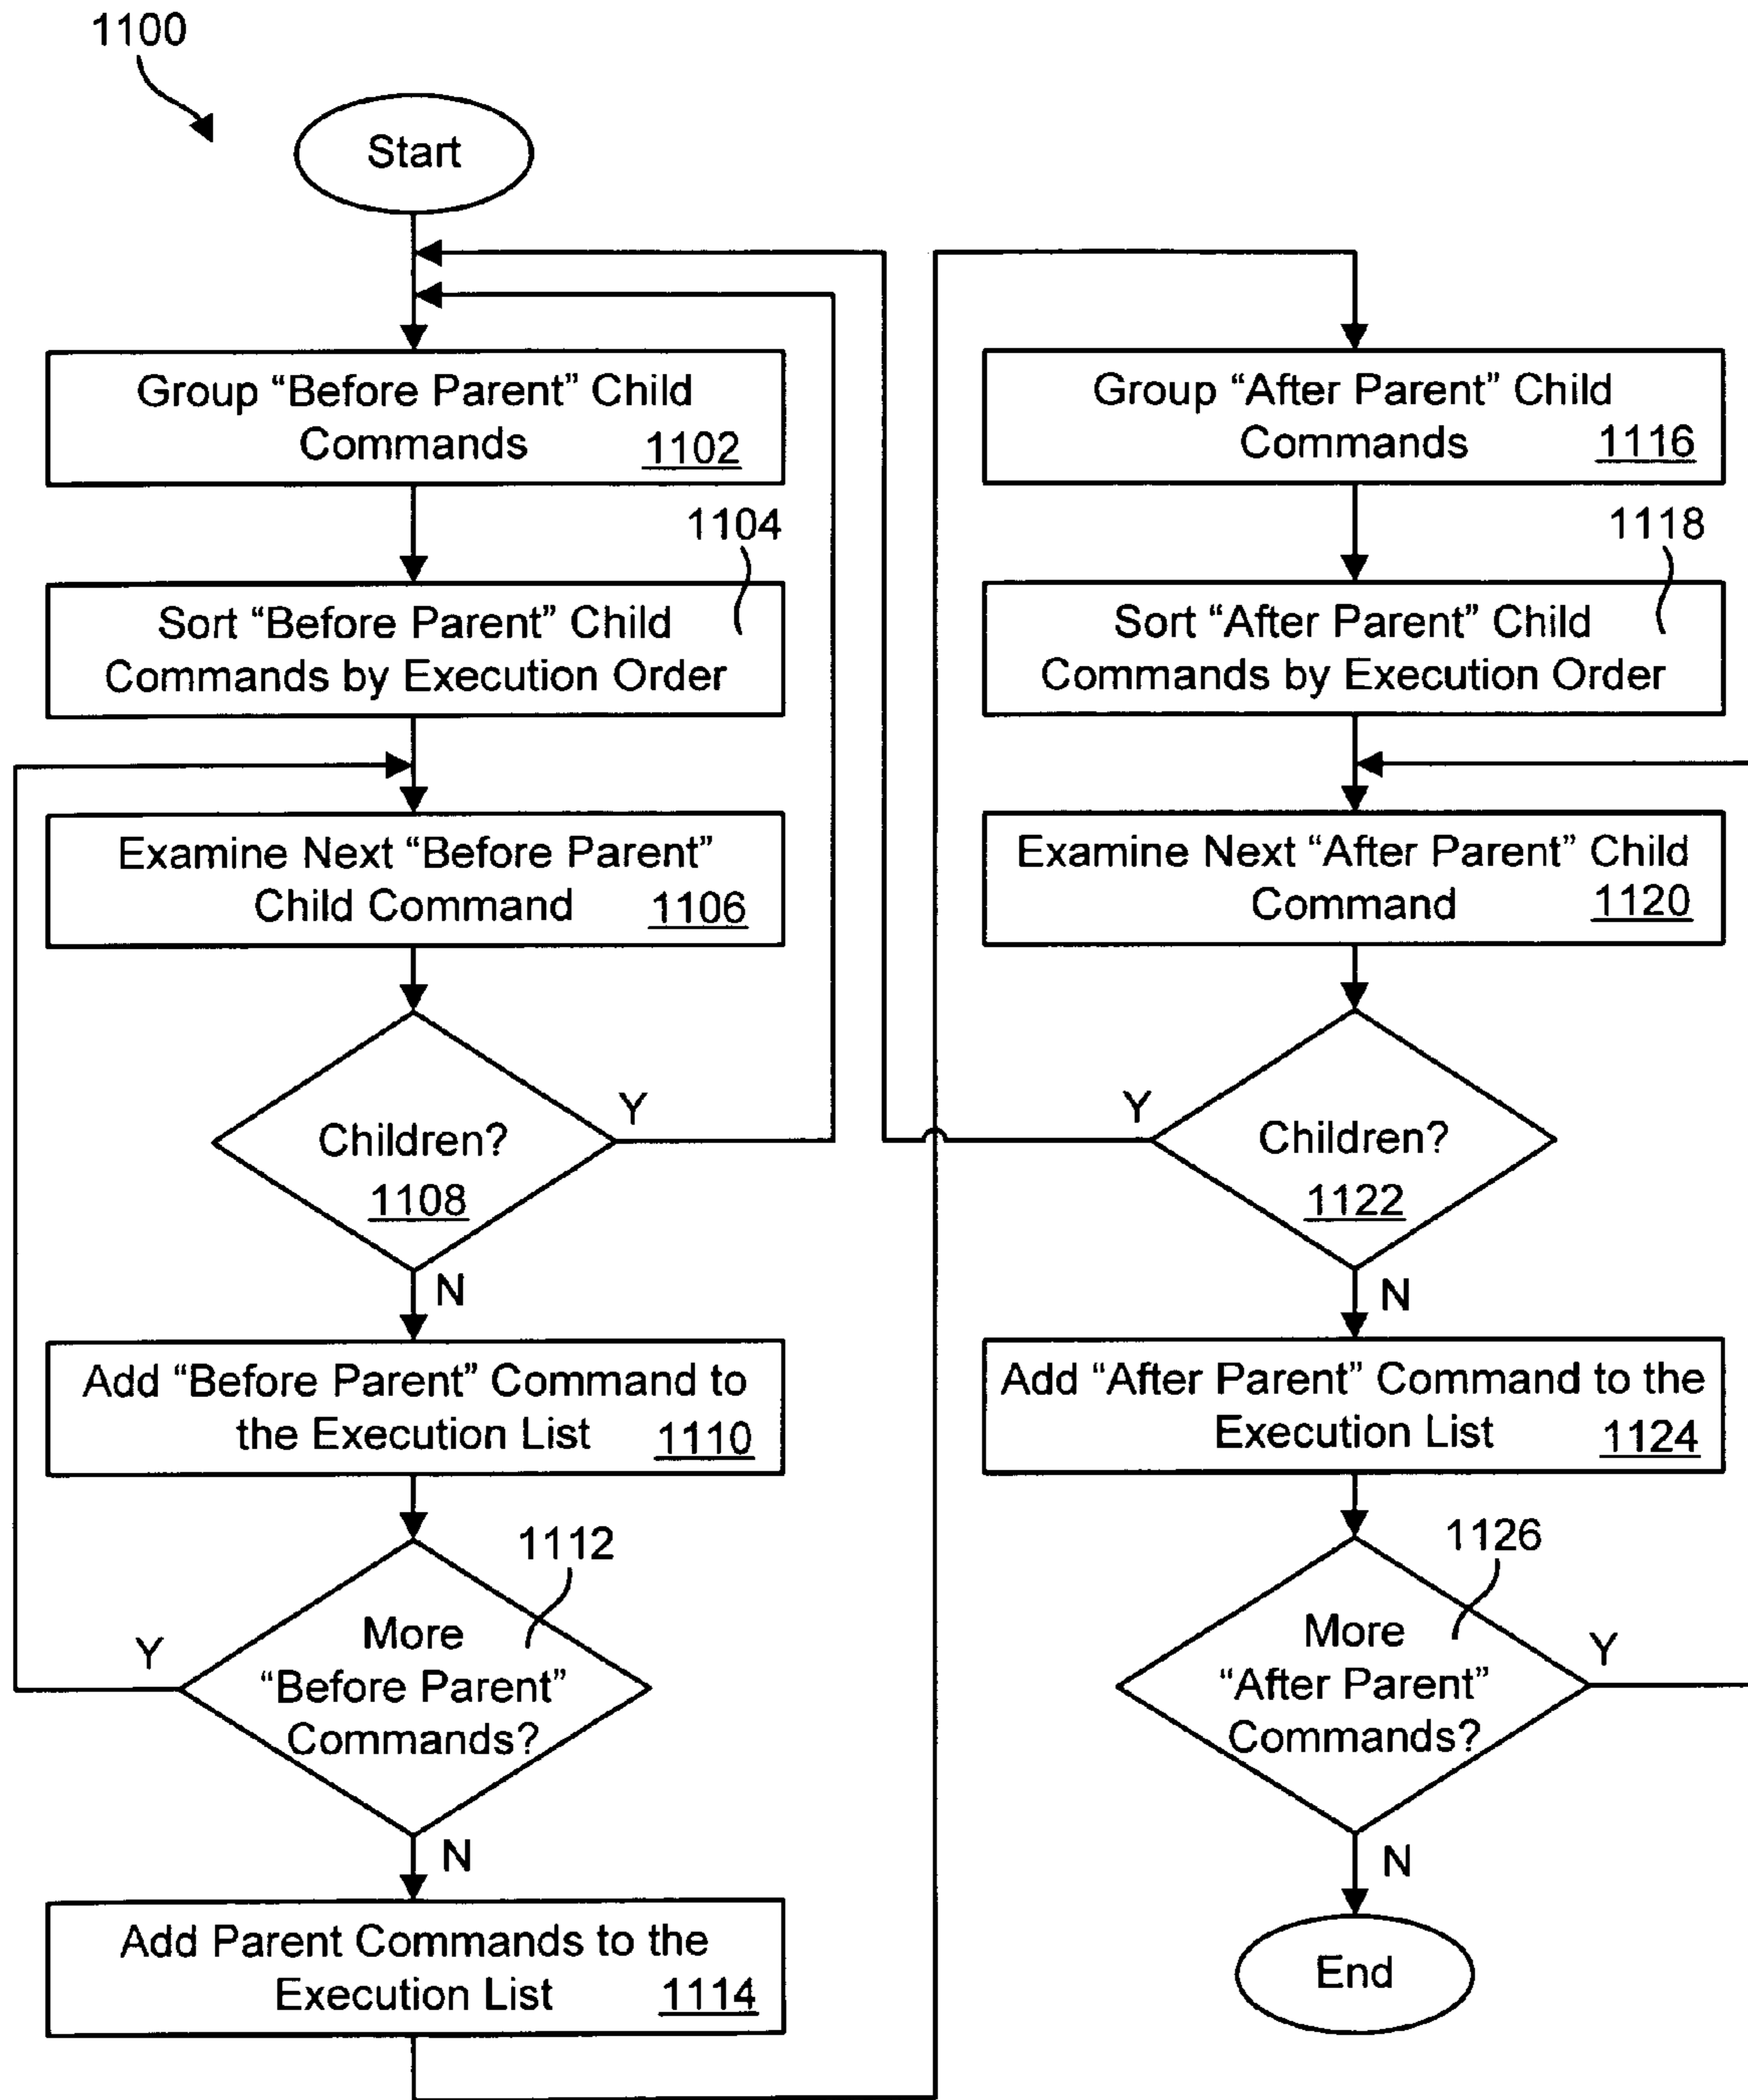 1100
Start
Group “Before Parent” Child
Commands 1102
1104
Sort “Before Parent” Child
Commands by Execution Order
Examine Next “Before Parent”
Child Command 1106
Children?
1108
Y
N
Add “Before Parent” Command to
the Execution List 1110
1112
More
“Before Parent”
Commands?
Y
N
Add Parent Commands to the
Execution List 1114
Group “After Parent” Child
Commands 1116
1118
Sort “After Parent” Child
Commands by Execution Order
Examine Next “After Parent” Child
Command 1120
Y
Children?
1122
N
Add “After Parent” Command to the
Execution List 1124
1126
More
“After Parent”
Commands?
Y
N
End